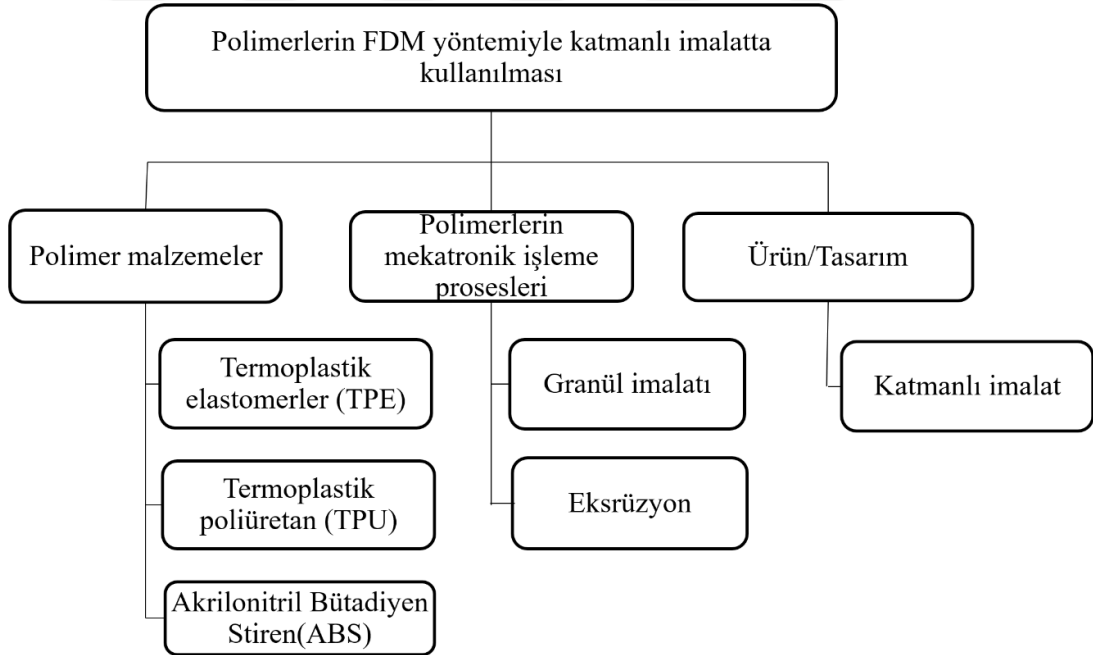 Polimerlerin FDM yöntemiyle katmanlı imalatta
kullanılması
Polimer malzemeler
Polimerlerin
mekatronik işleme
prosesleri
Ürün/Tasarım
Termoplastik
elastomerler (TPE)
Granül imalatı
Katmanlı imalat
Termoplastik
poliüretan (TPU)
Eksrüzyon
Akrilonitril Bütadiyen
Stiren(ABS)